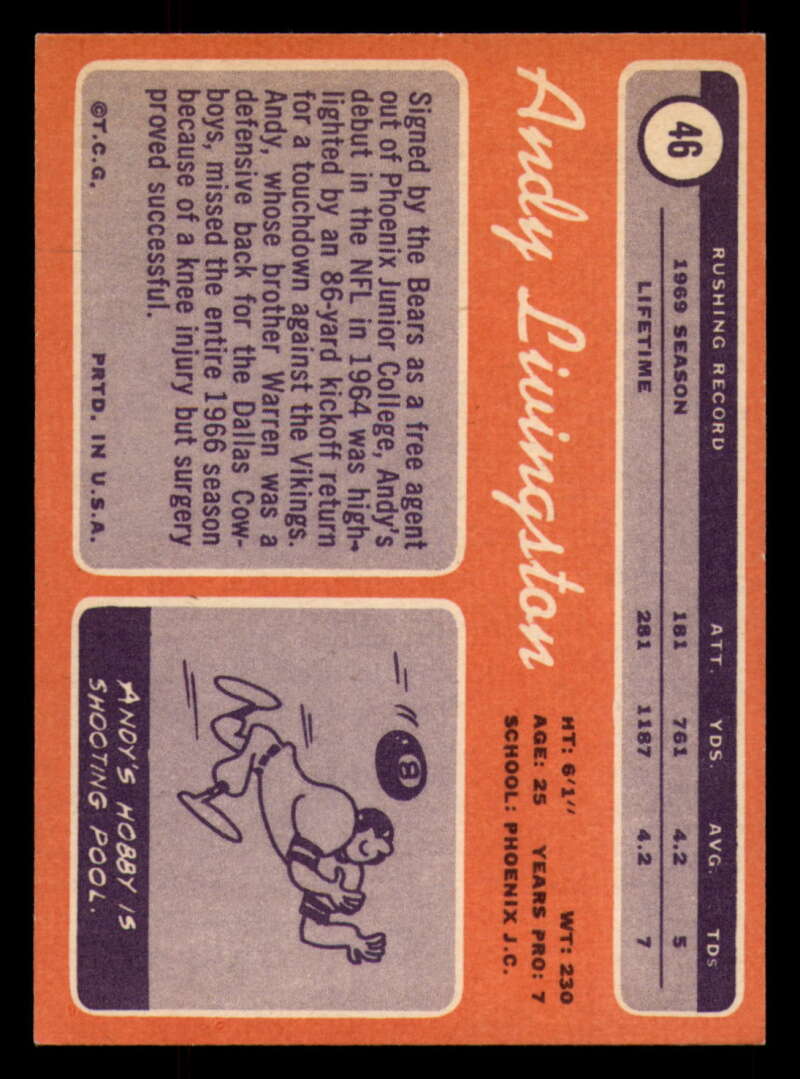 46
RUSHING RECORD ATT. YDS. AVG. TDs
1969 SEASON 181 761 4.2 5
LIFETIME 281 1187 4.2 7
Andy Livingston
HT: 6'1" WT: 230
AGE: 25 YEARS PRO: 7
SCHOOL: PHOENIX J.C.
Signed by the Bears as a free agent
out of Phoenix Junior College, Andy's
debut in the NFL in 1964 was high-
lighted by an 86-yard kickoff return
for a touchdown against the Vikings.
Andy, whose brother Warren was a
defensive back for the Dallas Cow-
boys, missed the entire 1966 season
because of a knee injury but surgery
proved successful.
©T.C.G. PRTD. IN U.S.A.
8
ANDY'S HOBBY IS
SHOOTING POOL.